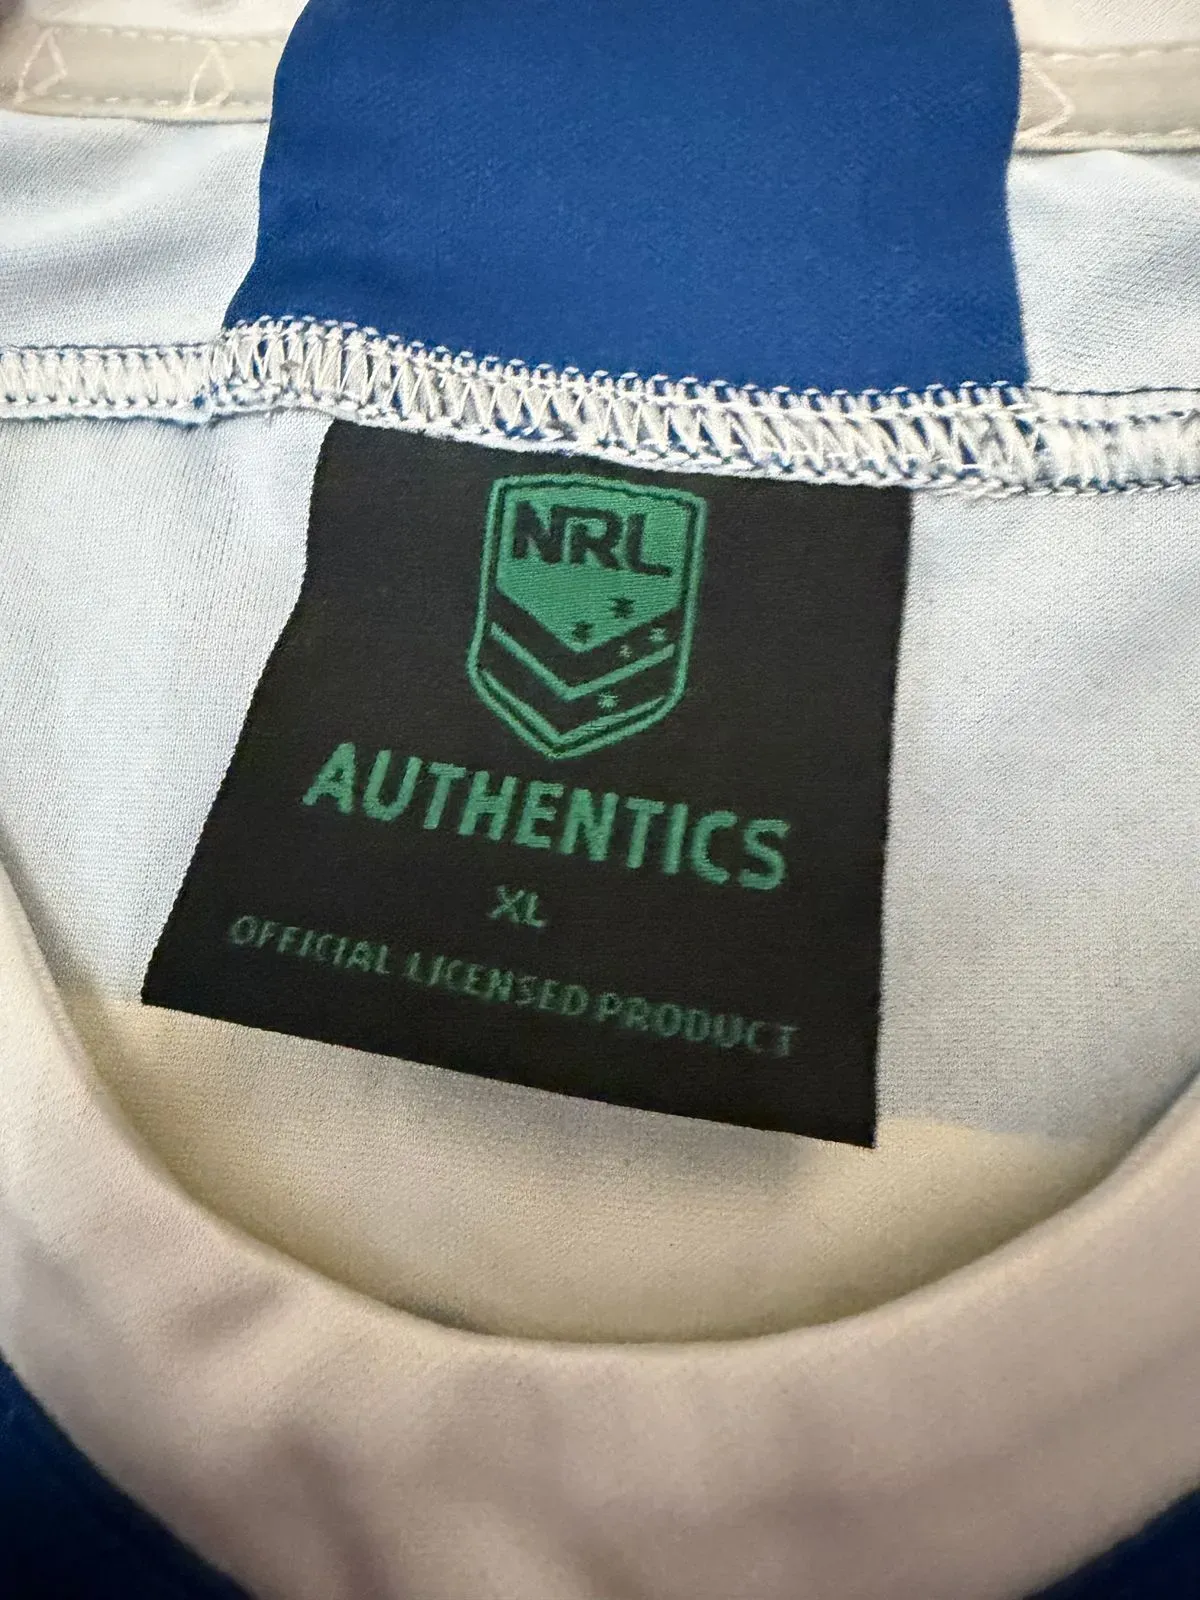 NRL
AUTHENTICS
XL
OFFICIAL LICENSED PRODUCT